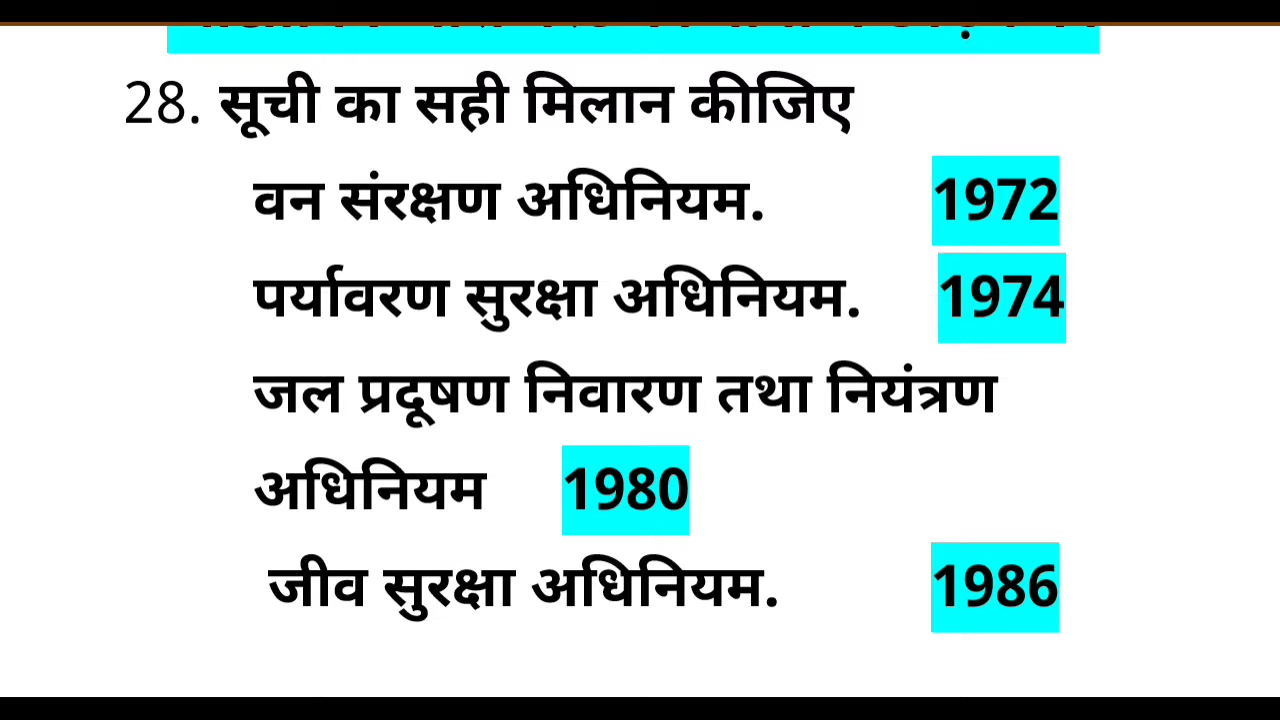 28. सूची का सही मिलान कीजिए
वन संरक्षण अधिनियम. 1972
पर्यावरण सुरक्षा अधिनियम. 1974
जल प्रदूषण निवारण तथा नियंत्रण
अधिनियम 1980
जीव सुरक्षा अधिनियम. 1986